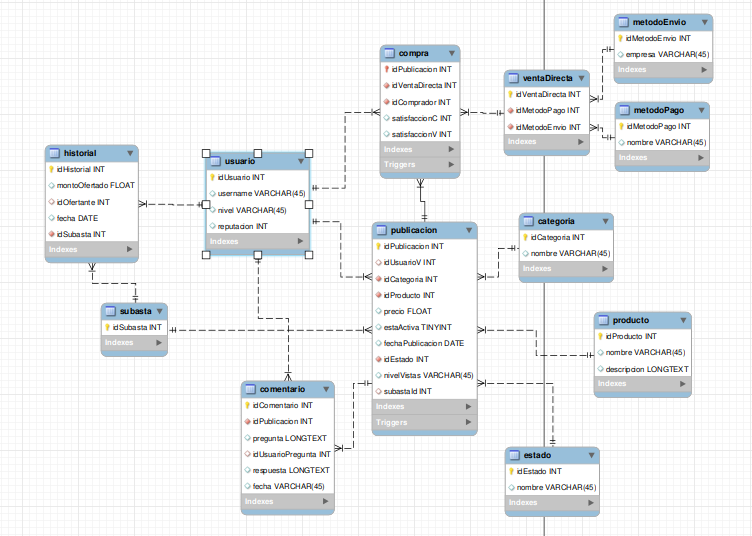 metodoEnvio
idMetodoEnvio INT
empresa VARCHAR(45)
Indexes
compra
idPublicacion INT
idVentaDirecta INT
idComprador INT
satisfaccionC INT
satisfaccionV INT
Indexes
Triggers
ventaDirecta
idVentaDirecta INT
idMetodoPago INT
idMetodoEnvio INT
Indexes
metodoPago
idMetodoPago INT
nombre VARCHAR(45)
Indexes
historial
idHistorial INT
montoOfertado FLOAT
idOfertante INT
fecha DATE
idSubasta INT
Indexes
usuario
idUsuario INT
username VARCHAR(45)
nivel VARCHAR(45)
reputacion INT
Indexes
publicacion
idPublicacion INT
idUsuarioV INT
idCategoria INT
idProducto INT
precio FLOAT
estaActiva TINYINT
fechaPublicacion DATE
idEstado INT
nivelVistas VARCHAR(45)
subastaId INT
Indexes
Triggers
categoria
idCategoria INT
nombre VARCHAR(45)
Indexes
subasta
idSubasta INT
Indexes
producto
idProducto INT
nombre VARCHAR(45)
descripcion LONGTEXT
Indexes
comentario
idComentario INT
idPublicacion INT
pregunta LONGTEXT
idUsuarioPregunta INT
respuesta LONGTEXT
fecha VARCHAR(45)
Indexes
estado
idEstado INT
nombre VARCHAR(45)
Indexes